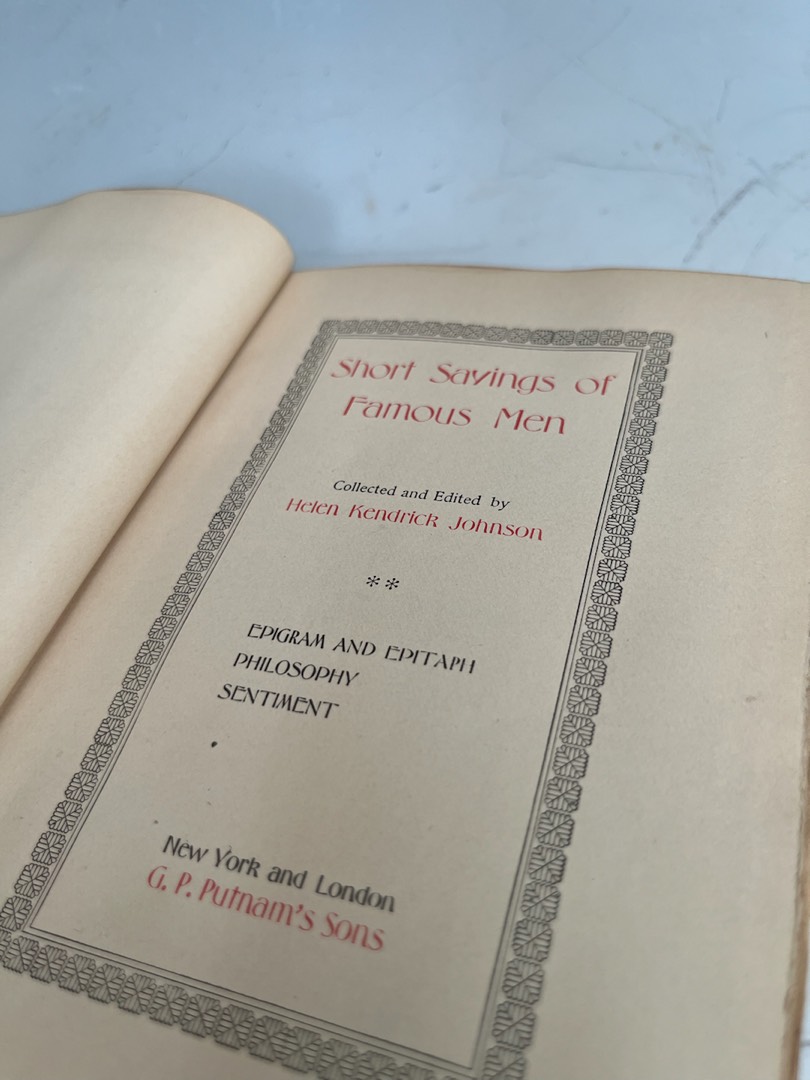 Short Sayings of
Famous Men
Collected and Edited by
Helen Kendrick Johnson
**
EPIGRAM AND EPITAPH
PHILOSOPHY
SENTIMENT
New York and London
G. P. Putnam's Sons